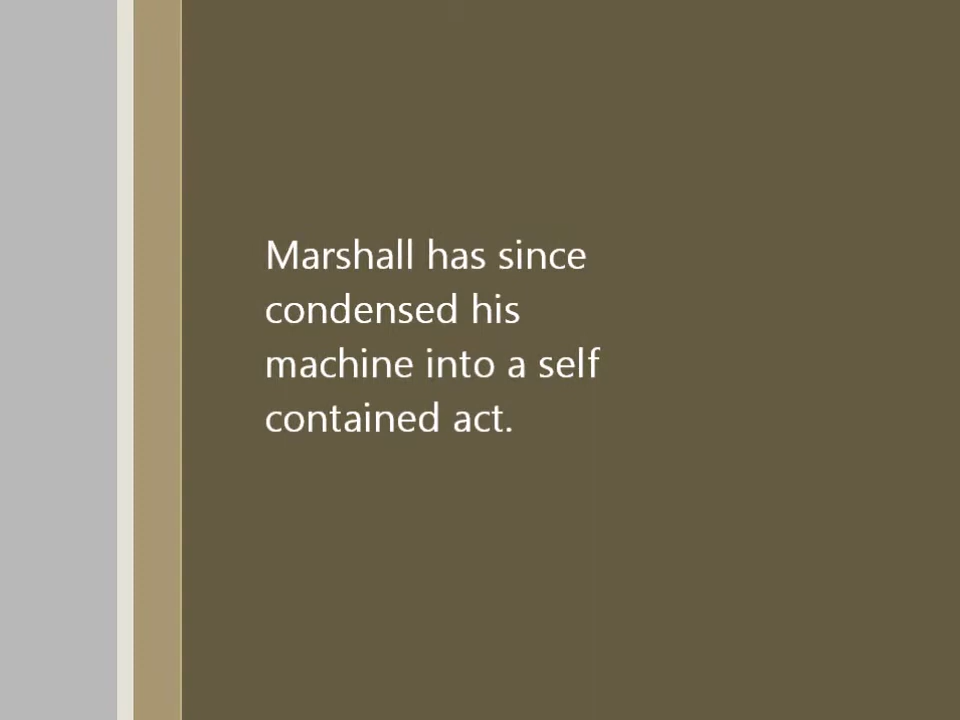 Marshall has since
condensed his
machine into a self
contained act.